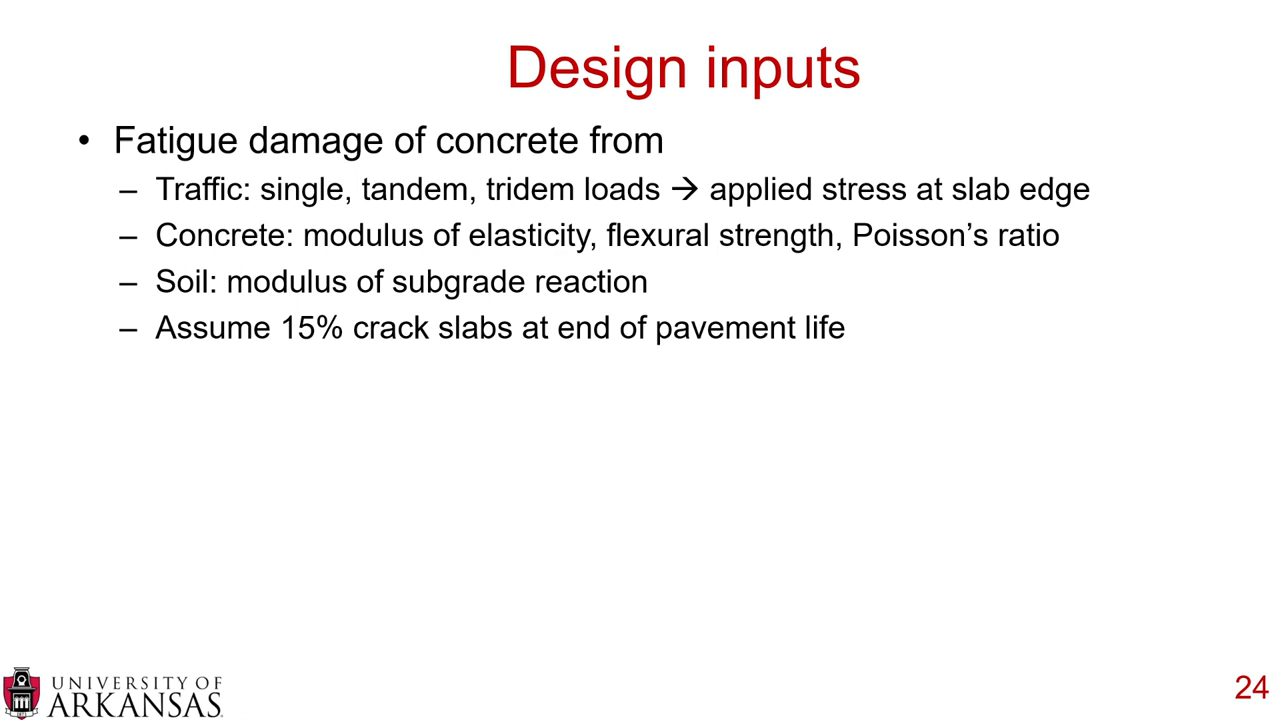 Design inputs
• Fatigue damage of concrete from
– Traffic: single, tandem, tridem loads → applied stress at slab edge
– Concrete: modulus of elasticity, flexural strength, Poisson’s ratio
– Soil: modulus of subgrade reaction
– Assume 15% crack slabs at end of pavement life
UNIVERSITY OF
ARKANSAS
24